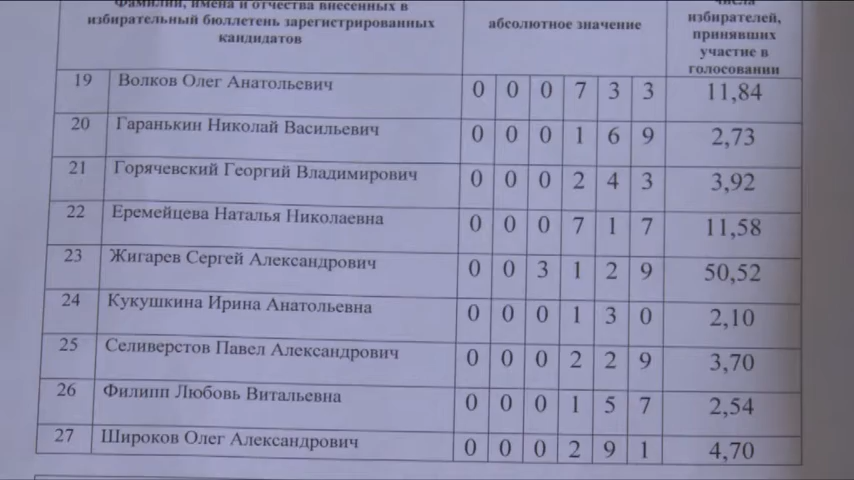 Фамилии, имена и отчества внесенных в
избирательный бюллетень зарегистрированных
кандидатов
абсолютное значение
числа
избирателей,
принявших
участие в
голосовании
19 Волков Олег Анатольевич 0 0 0 7 3 3 11,84
20 Гаранькин Николай Васильевич 0 0 0 1 6 9 2,73
21 Горячевский Георгий Владимирович 0 0 0 2 4 3 3,92
22 Еремейцева Наталья Николаевна 0 0 0 7 1 7 11,58
23 Жигарев Сергей Александрович 0 0 3 1 2 9 50,52
24 Кукушкина Ирина Анатольевна 0 0 0 1 3 0 2,10
25 Селиверстов Павел Александрович 0 0 0 2 2 9 3,70
26 Филипп Любовь Витальевна 0 0 0 1 5 7 2,54
27 Широков Олег Александрович 0 0 0 2 9 1 4,70